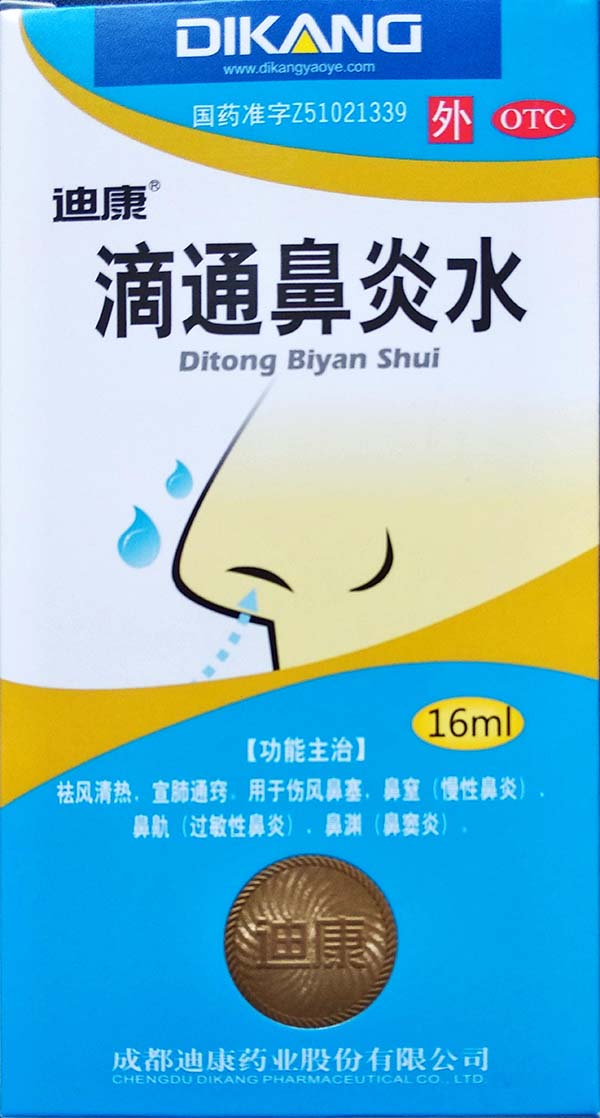 DIKANG
www.dikangyaoye.com
国药准字Z51021339 外 OTC
迪康®
滴通鼻炎水
Ditong Biyan Shui
16ml
【功能主治】
祛风清热，宣肺通窍。用于伤风鼻塞，鼻窒（慢性鼻炎），
鼻鼽（过敏性鼻炎），鼻渊（鼻窦炎）。
迪康
成都迪康药业股份有限公司
CHENGDU DIKANG PHARMACEUTICAL CO., LTD.